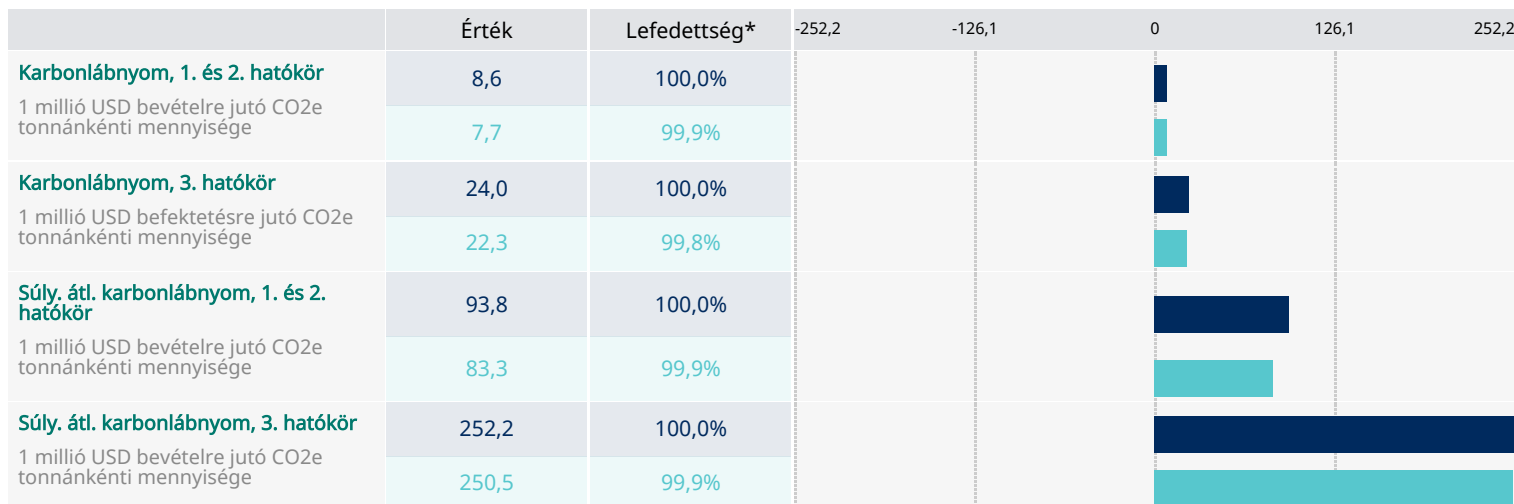 Érték Lefedettség* -252,2 -126,1 0 126,1 252,2
Karbonlábnyom, 1. és 2. hatókör
1 millió USD bevételre jutó CO2e
tonnánkénti mennyisége
8,6 100,0%
7,7 99,9%
Karbonlábnyom, 3. hatókör
1 millió USD befektetésre jutó CO2e
tonnánkénti mennyisége
24,0 100,0%
22,3 99,8%
Súly. átl. karbonlábnyom, 1. és 2.
hatókör
1 millió USD bevételre jutó CO2e
tonnánkénti mennyisége
93,8 100,0%
83,3 99,9%
Súly. átl. karbonlábnyom, 3. hatókör
1 millió USD bevételre jutó CO2e
tonnánkénti mennyisége
252,2 100,0%
250,5 99,9%